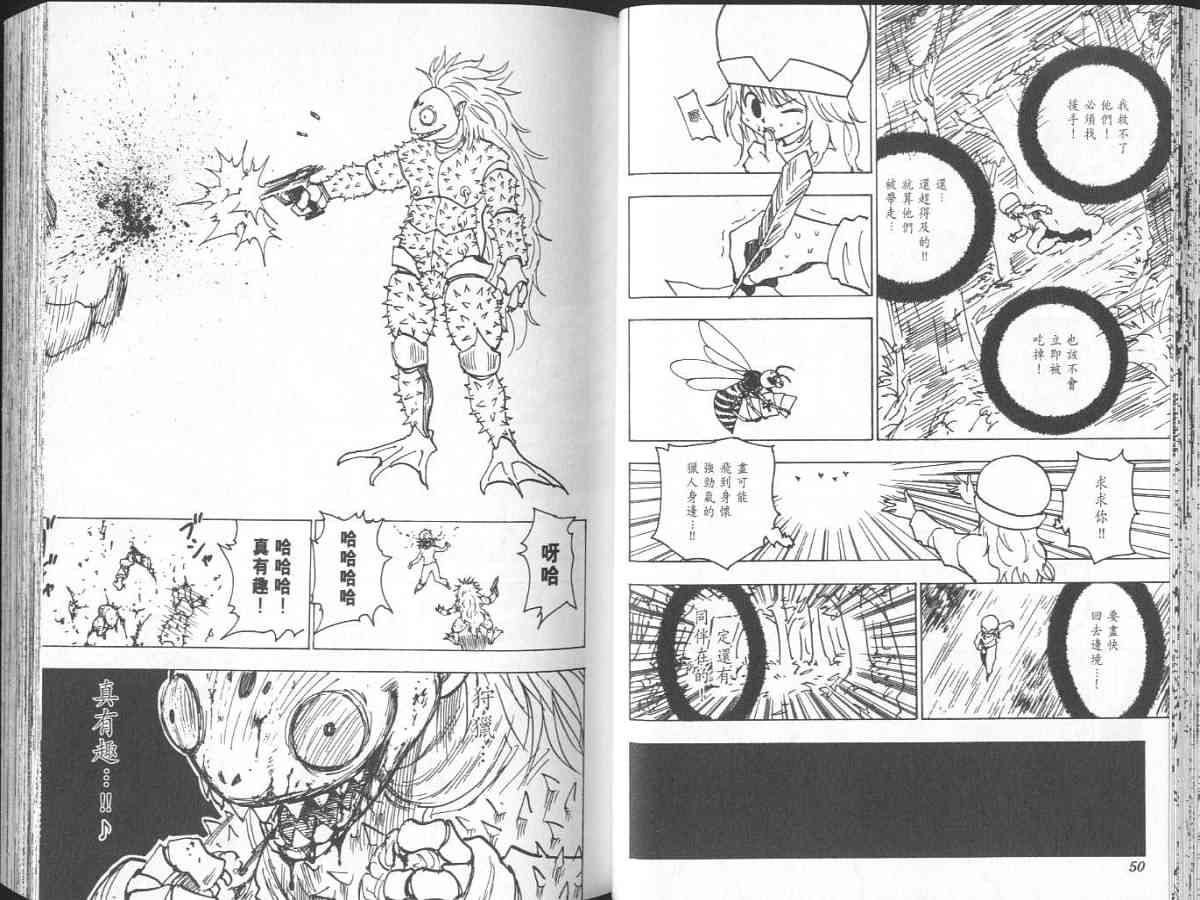 我救不了
他們！
必須找
援手！
還…
還趕得及的!!
就算他們
被帶走…
也該不會
立即被
吃掉！
求求
你!!
盡可能
飛到身懷
強勁氣的
獵人身邊…!!
要盡快
回去邊境…！
一定還有
同伴在的！
50
呀哈
哈哈哈哈
哈哈哈！
真有趣！
狩獵…
真有趣…!!♪